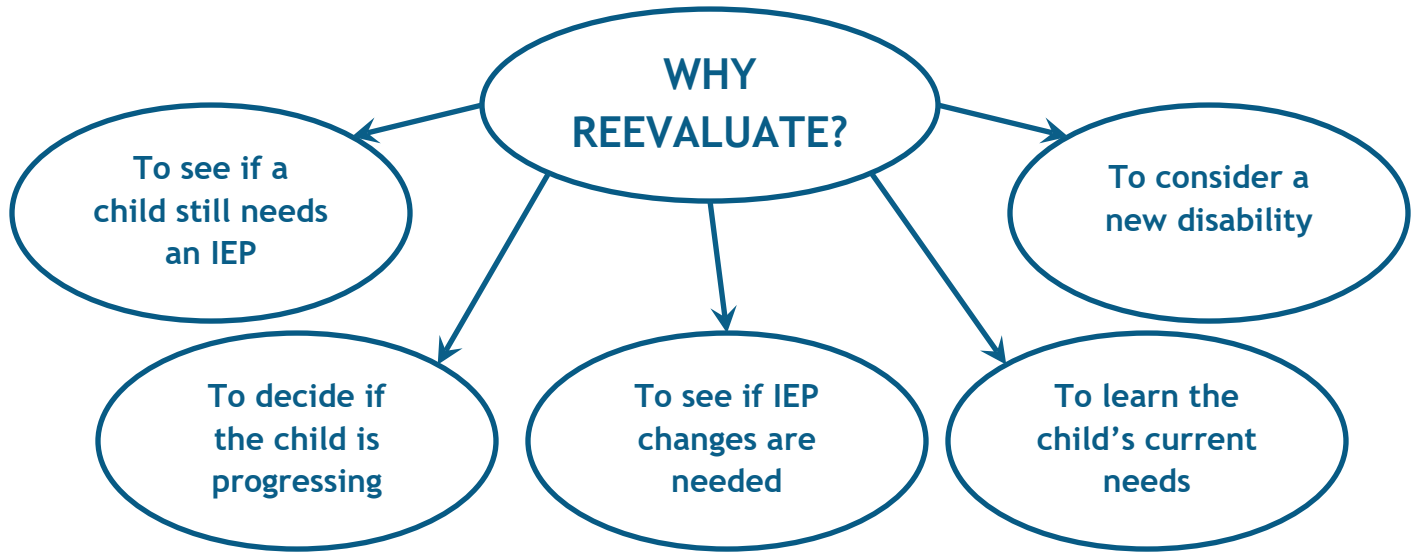 WHY
REEVALUATE?
To see if a
child still needs
an IEP
To consider a
new disability
To decide if
the child is
progressing
To see if IEP
changes are
needed
To learn the
child’s current
needs